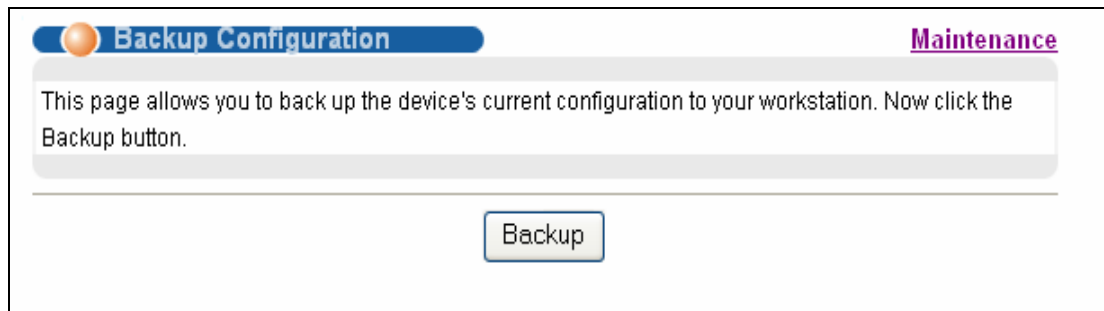 Backup Configuration
Maintenance
This page allows you to back up the device's current configuration to your workstation. Now click the
Backup button.
Backup